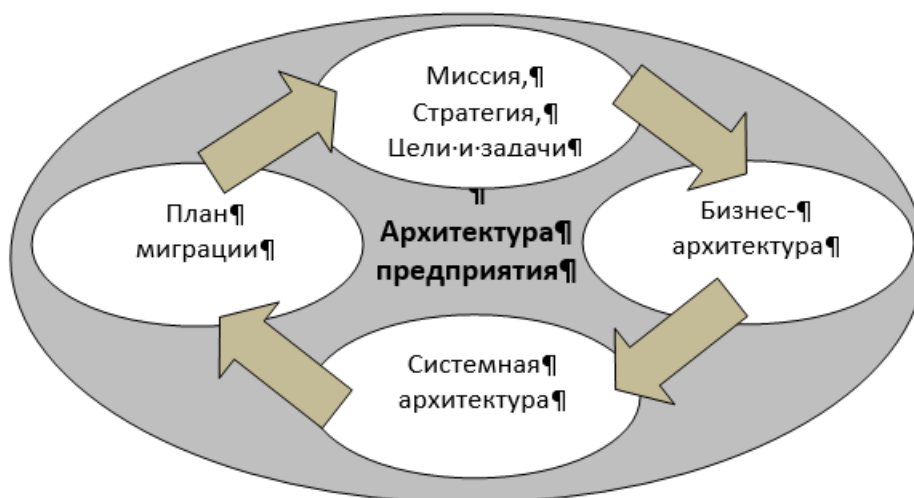 Миссия,¶
Стратегия,¶
Цели·и·задачи¶
План¶
миграции¶
¶
Архитектура¶
предприятия¶
Бизнес-¶
архитектура¶
Системная¶
архитектура¶